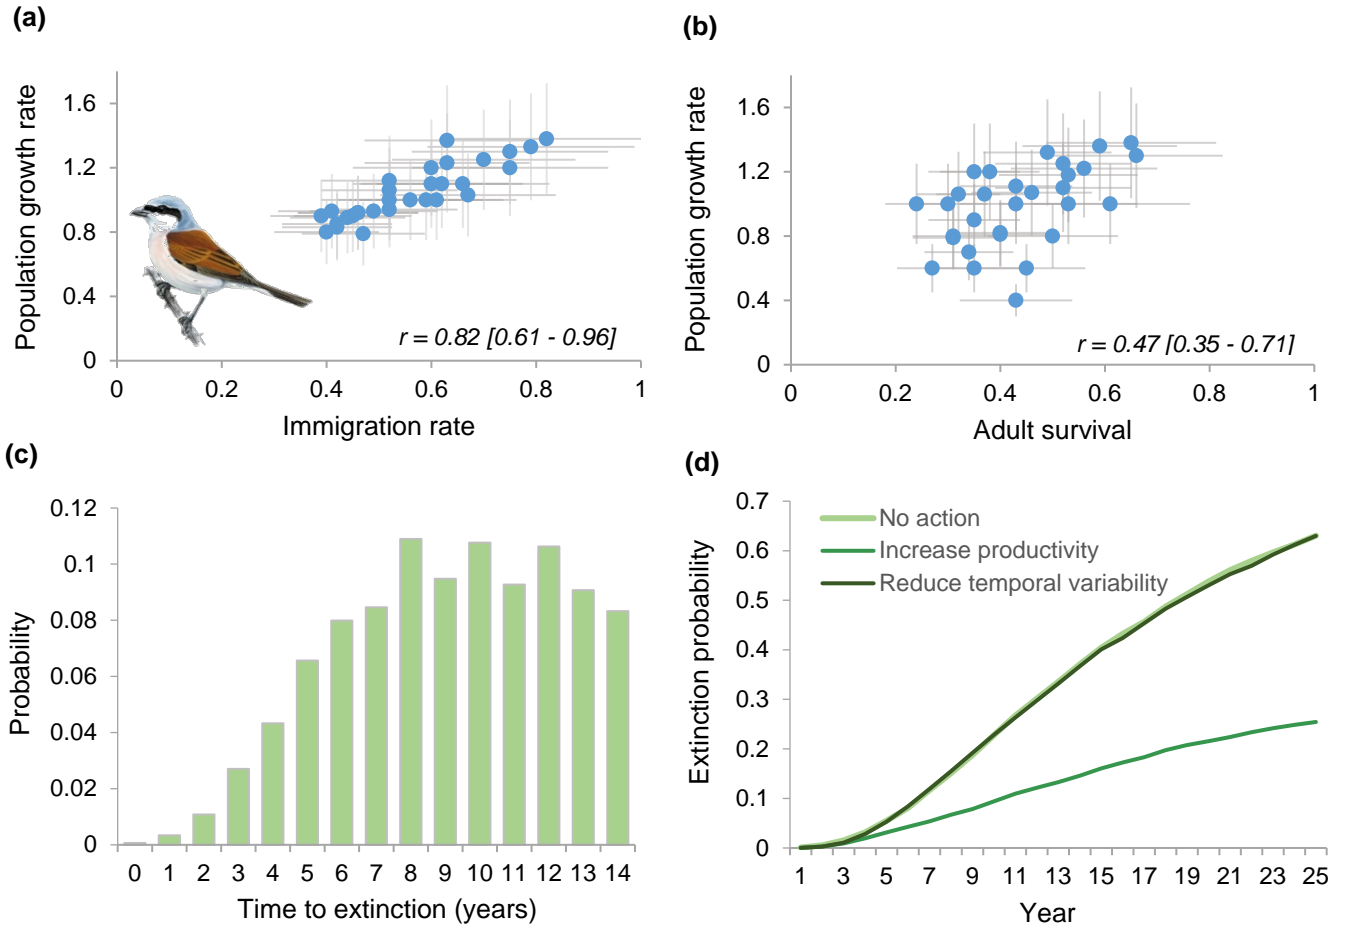 (a)
Population growth rate
1.6
1.2
0.8
0.4
0
0
0.2
0.4
0.6
0.8
1
r = 0.82 [0.61 - 0.96]
Immigration rate
(b)
Population growth rate
1.6
1.2
0.8
0.4
0
0
0.2
0.4
0.6
0.8
1
r = 0.47 [0.35 - 0.71]
Adult survival
(c)
Probability
0.12
0.1
0.08
0.06
0.04
0.02
0
0 1 2 3 4 5 6 7 8 9 10 11 12 13 14
Time to extinction (years)
(d)
Extinction probability
0.7
0.6
0.5
0.4
0.3
0.2
0.1
0
No action
Increase productivity
Reduce temporal variability
1 3 5 7 9 11 13 15 17 19 21 23 25
Year